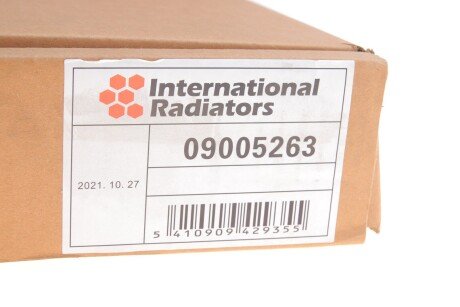 International
Radiators
09005263
2021. 10. 27
5 410909 429355